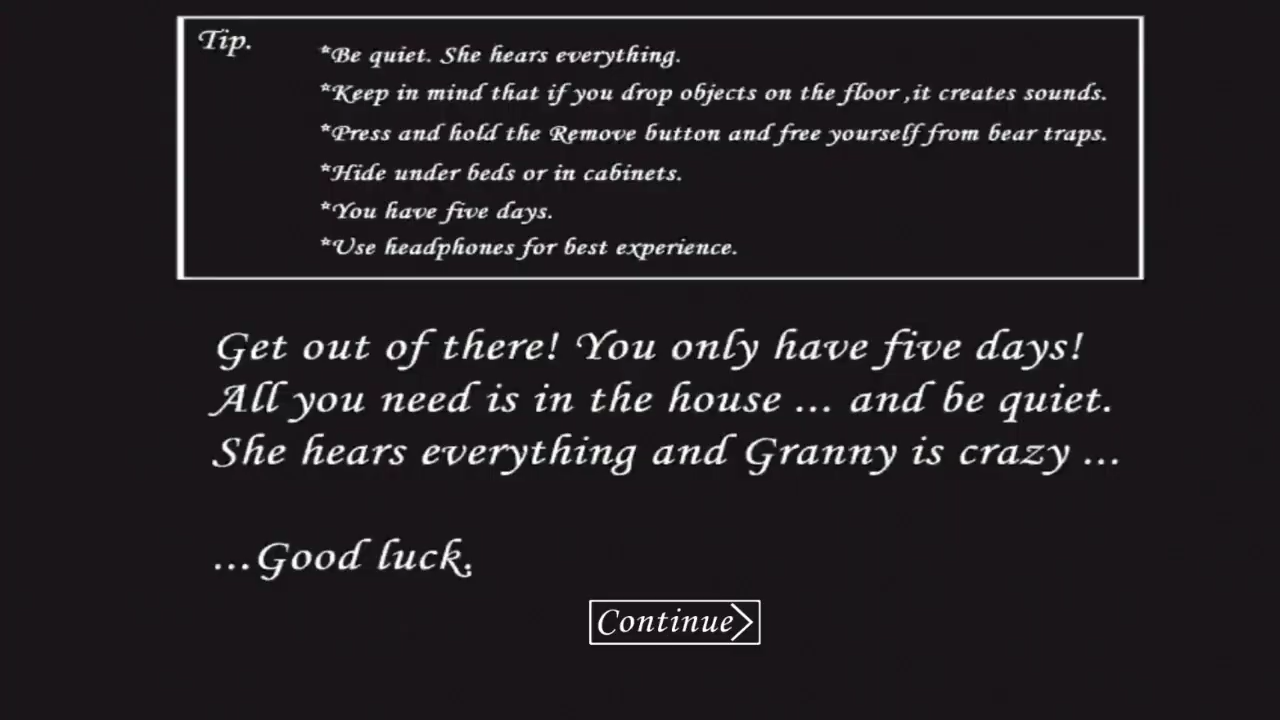 Tip.
*Be quiet. She hears everything.
*Keep in mind that if you drop objects on the floor ,it creates sounds.
*Press and hold the Remove button and free yourself from bear traps.
*Hide under beds or in cabinets.
*You have five days.
*Use headphones for best experience.
Get out of there! You only have five days!
All you need is in the house ... and be quiet.
She hears everything and Granny is crazy ...
...Good luck.
Continue>